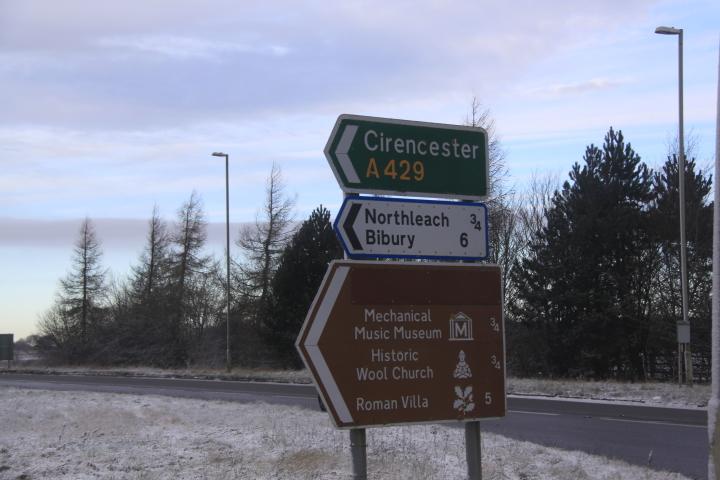 Cirencester
A429
Northleach ¾
Bibury 6
Mechanical
Music Museum ¾
Historic
Wool Church ¾
Roman Villa 5